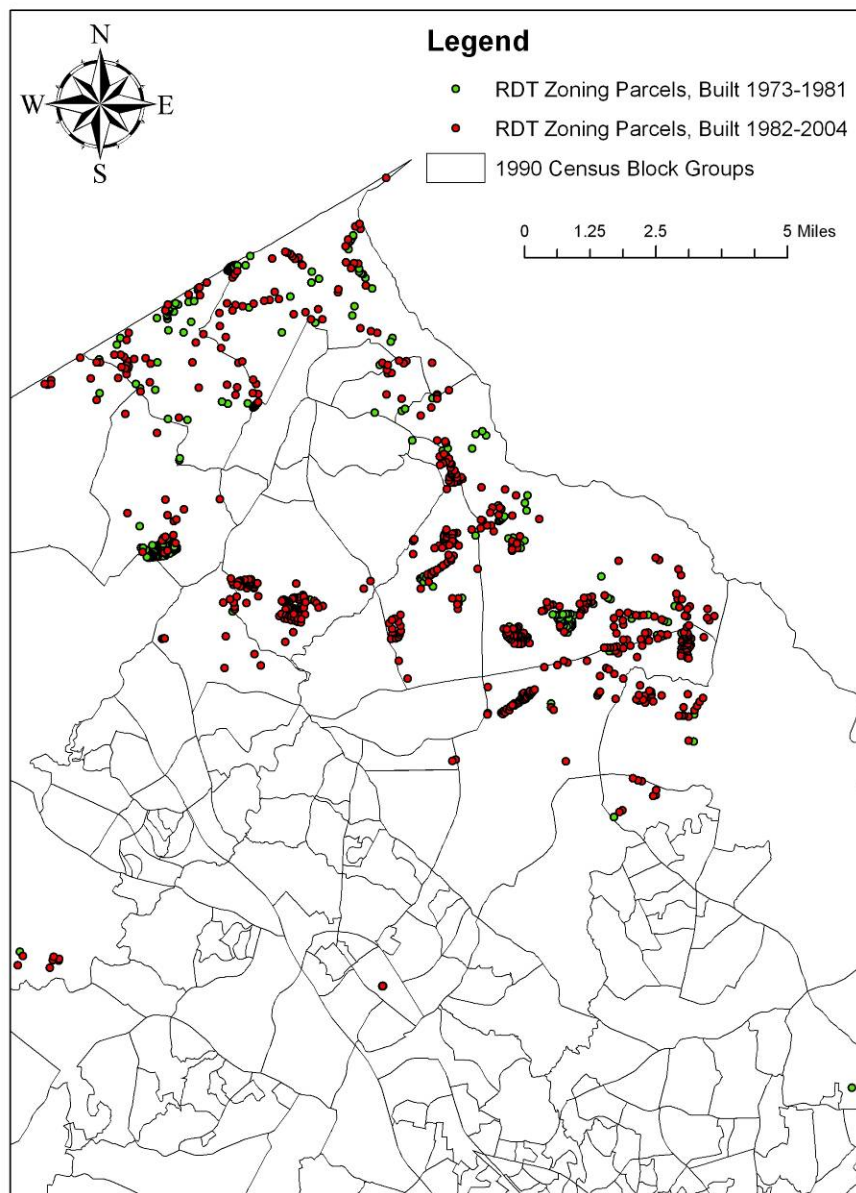 N
W E
S
Legend
RDT Zoning Parcels, Built 1973-1981
RDT Zoning Parcels, Built 1982-2004
1990 Census Block Groups
0 1.25 2.5 5 Miles